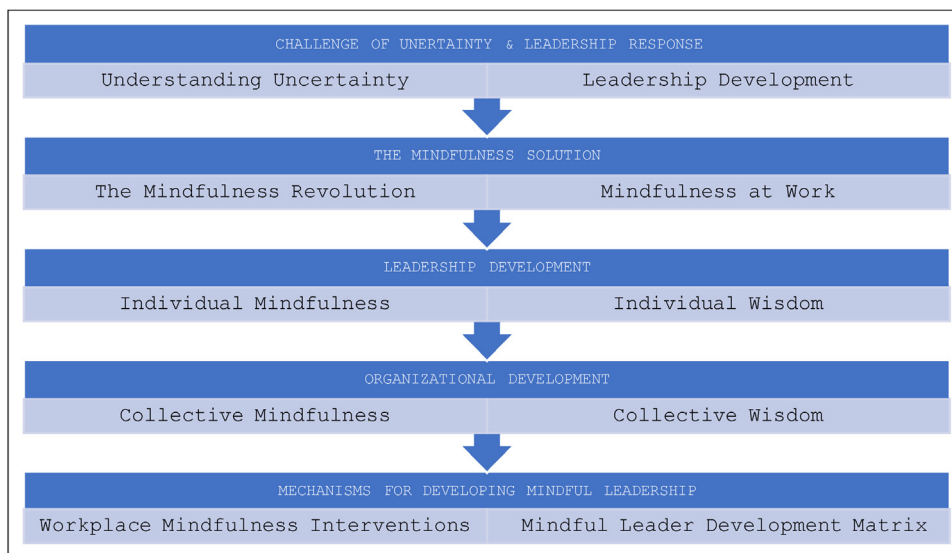 CHALLENGE OF UNERTAINTY & LEADERSHIP RESPONSE
Understanding Uncertainty Leadership Development
THE MINDFULNESS SOLUTION
The Mindfulness Revolution Mindfulness at Work
LEADERSHIP DEVELOPMENT
Individual Mindfulness Individual Wisdom
ORGANIZATIONAL DEVELOPMENT
Collective Mindfulness Collective Wisdom
MECHANISMS FOR DEVELOPING MINDFUL LEADERSHIP
Workplace Mindfulness Interventions Mindful Leader Development Matrix